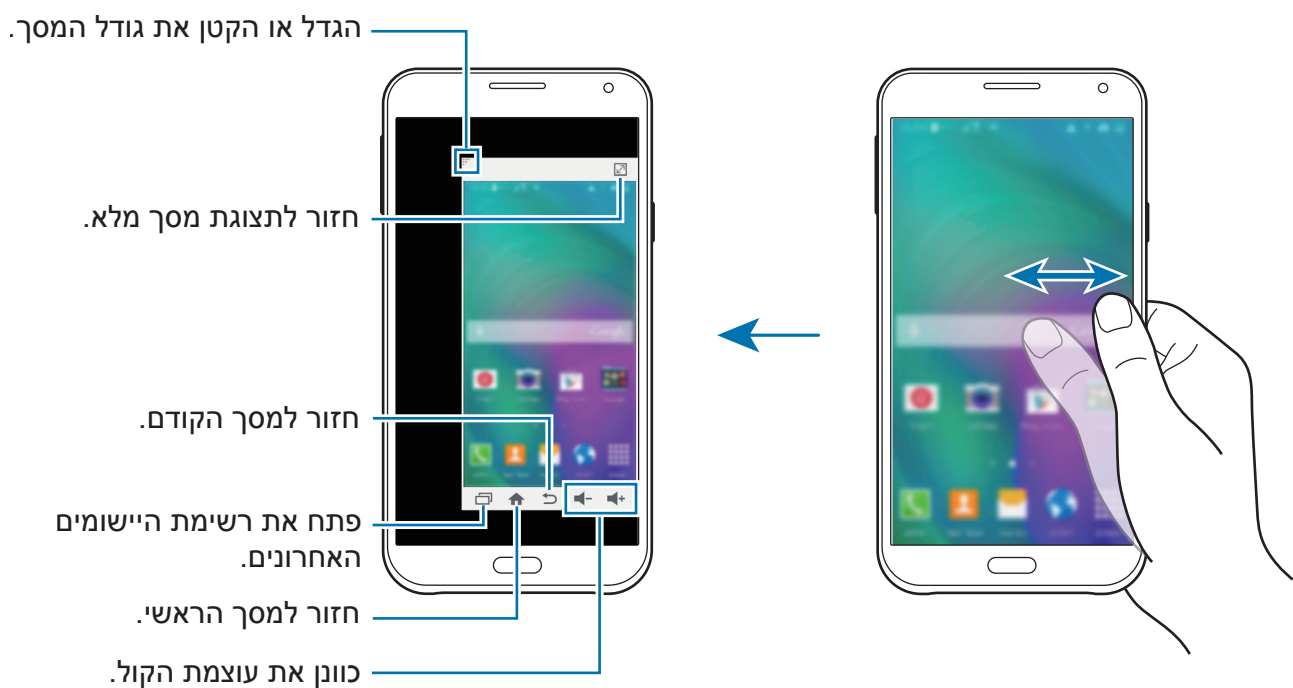 הגדל או הקטן את גודל המסך.
חזור לתצוגת מסך מלא.
חזור למסך הקודם.
פתח את רשימת היישומים
האחרונים.
חזור למסך הראשי.
כוונן את עוצמת הקול.